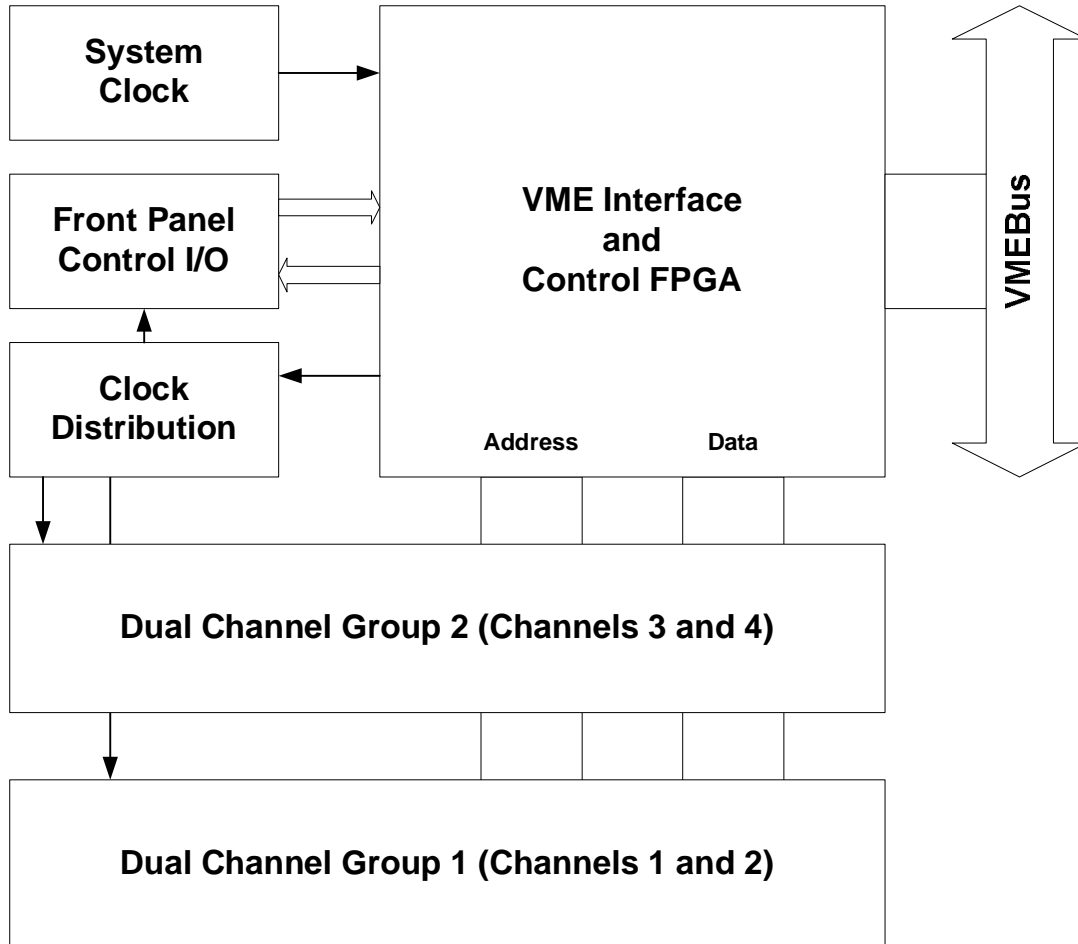 System
Clock
Front Panel
Control I/O
VME Interface
and
Control FPGA
VMEBus
Clock
Distribution
Address
Data
Dual Channel Group 2 (Channels 3 and 4)
Dual Channel Group 1 (Channels 1 and 2)